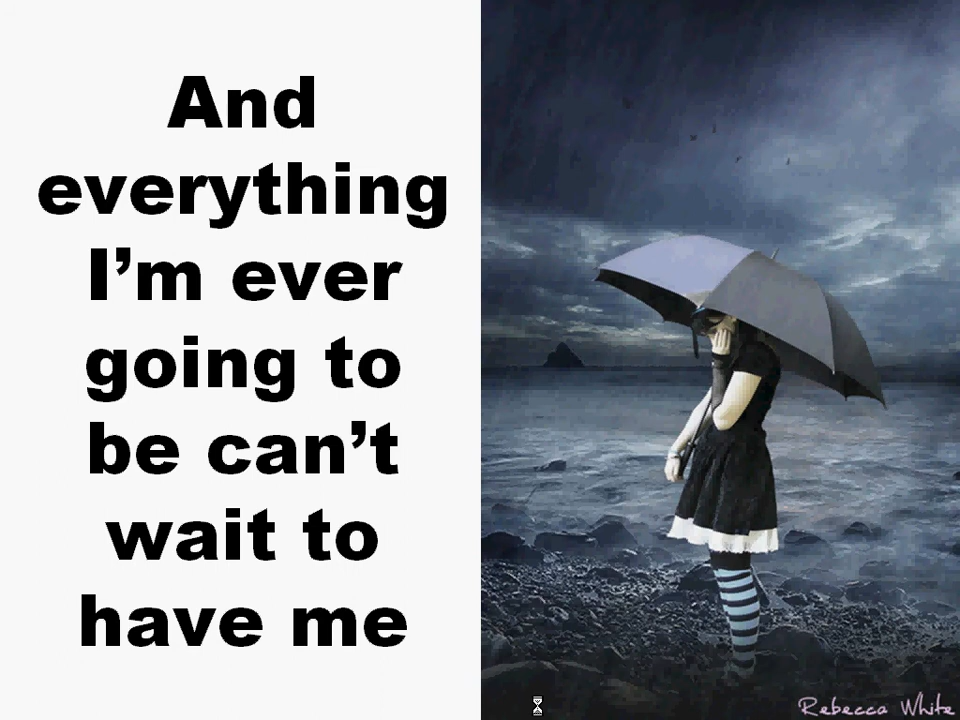 And
everything
I’m ever
going to
be can’t
wait to
have me
Rebecca White